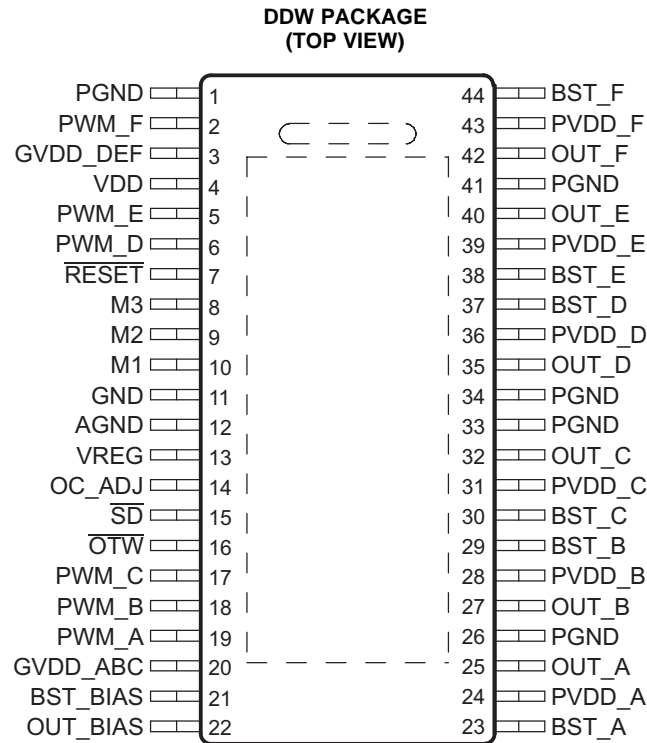 DDW PACKAGE
(TOP VIEW)
PGND 1 44 BST_F
PWM_F 2 43 PVDD_F
GVDD_DEF 3 42 OUT_F
VDD 4 41 PGND
PWM_E 5 40 OUT_E
PWM_D 6 39 PVDD_E
RESET 7 38 BST_E
M3 8 37 BST_D
M2 9 36 PVDD_D
M1 10 35 OUT_D
GND 11 34 PGND
AGND 12 33 PGND
VREG 13 32 OUT_C
OC_ADJ 14 31 PVDD_C
SD 15 30 BST_C
OTW 16 29 BST_B
PWM_C 17 28 PVDD_B
PWM_B 18 27 OUT_B
PWM_A 19 26 PGND
GVDD_ABC 20 25 OUT_A
BST_BIAS 21 24 PVDD_A
OUT_BIAS 22 23 BST_A